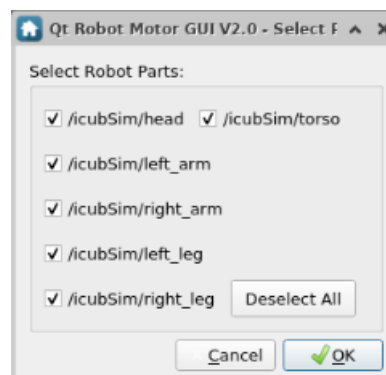 Qt Robot Motor GUI V2.0 - Select
Select Robot Parts:
/icubSim/head /icubSim/torso
/icubSim/left_arm
/icubSim/right_arm
/icubSim/left_leg
/icubSim/right_leg Deselect All
Cancel OK